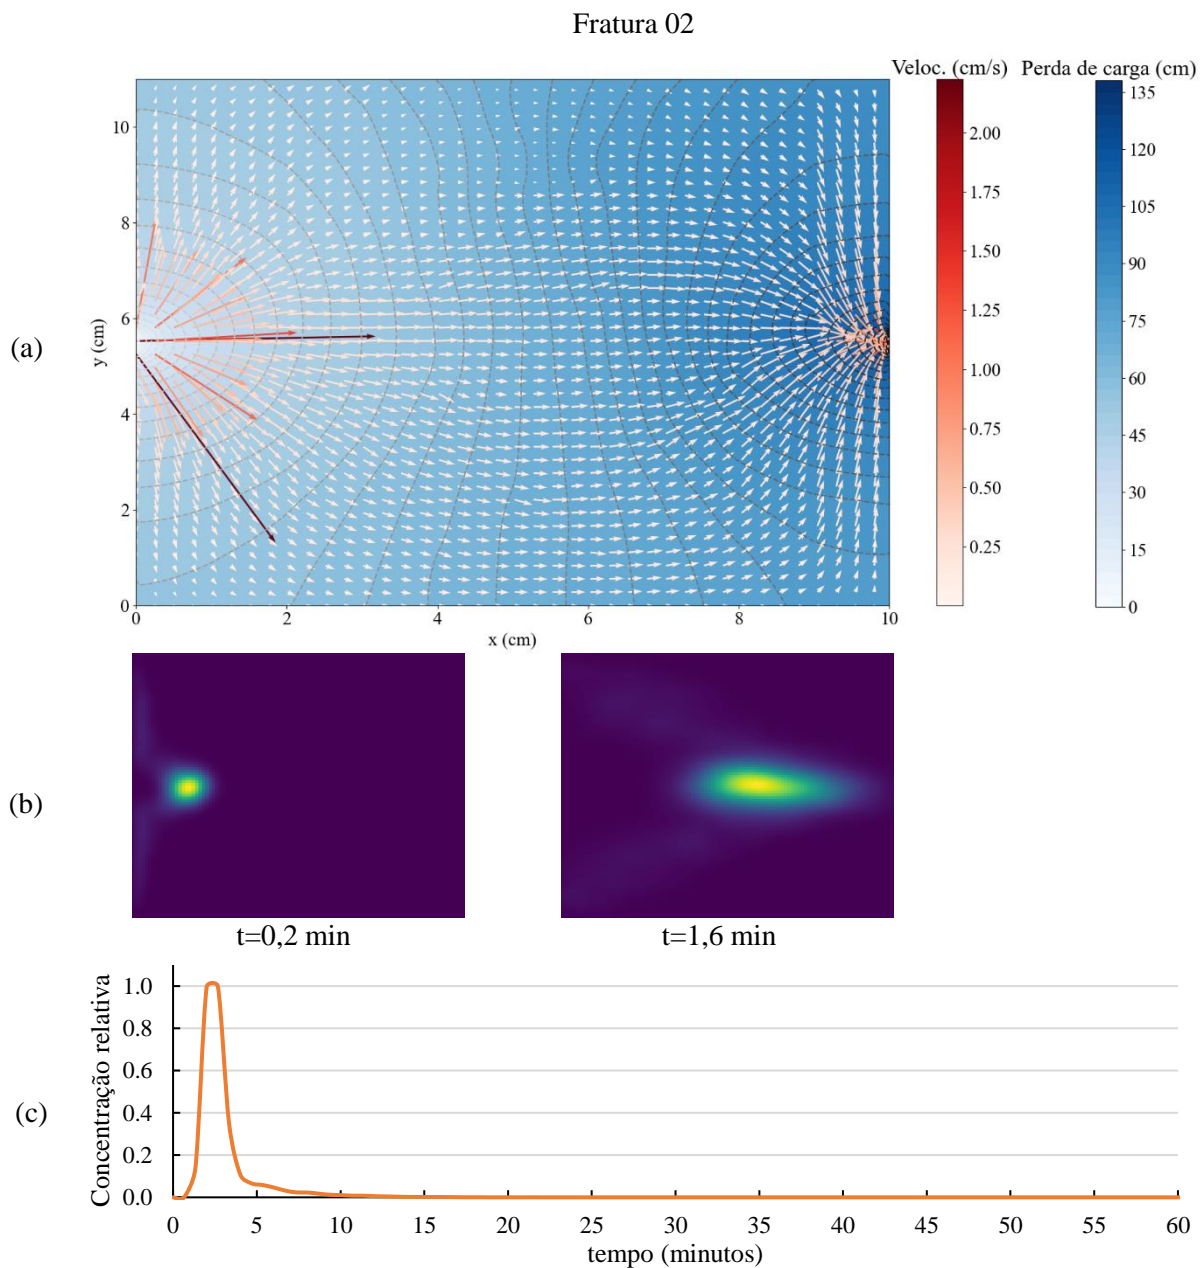 Fratura 02
Veloc. (cm/s) Perda de carga (cm)
(a)
y (cm)
10
8
6
4
2
0
0 2 4 6 8 10
x (cm)
2.00
1.75
1.50
1.25
1.00
0.75
0.50
0.25
135
120
105
90
75
60
45
30
15
0
(b)
t=0,2 min t=1,6 min
(c)
Concentração relativa
1.0
0.8
0.6
0.4
0.2
0.0
0 5 10 15 20 25 30 35 40 45 50 55 60
tempo (minutos)